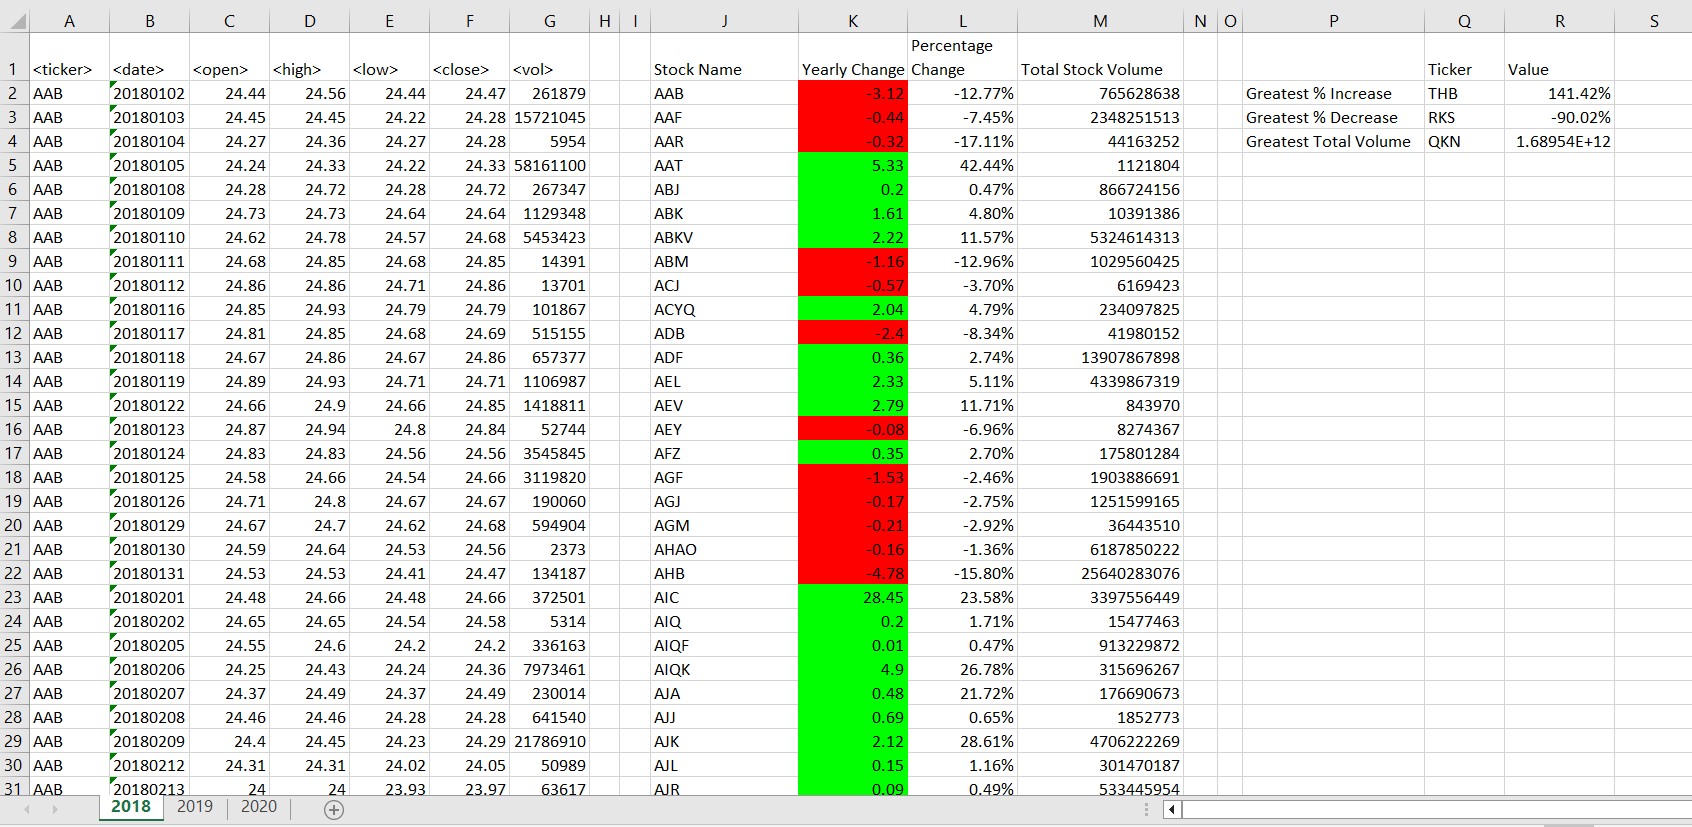 A B C D E F G H I J K L M N O P Q R S
Percentage
1 <ticker> <date> <open> <high> <low> <close> <vol> Stock Name Yearly Change Change Total Stock Volume Ticker Value
2 AAB 20180102 24.44 24.56 24.44 24.47 261879 AAB -3.12 -12.77% 765628638 Greatest % Increase THB 141.42%
3 AAB 20180103 24.45 24.45 24.22 24.28 15721045 AAF -0.44 -7.45% 2348251513 Greatest % Decrease RKS -90.02%
4 AAB 20180104 24.27 24.36 24.27 24.28 5954 AAR -0.32 -17.11% 44163252 Greatest Total Volume QKN 1.68954E+12
5 AAB 20180105 24.24 24.33 24.22 24.33 58161100 AAT 5.33 42.44% 1121804
6 AAB 20180108 24.28 24.72 24.28 24.72 267347 ABJ 0.2 0.47% 866724156
7 AAB 20180109 24.73 24.73 24.64 24.64 1129348 ABK 1.61 4.80% 10391386
8 AAB 20180110 24.62 24.78 24.57 24.68 5453423 ABKV 2.22 11.57% 5324614313
9 AAB 20180111 24.68 24.85 24.68 24.85 14391 ABM -1.16 -12.96% 1029560425
10 AAB 20180112 24.86 24.86 24.71 24.86 13701 ACJ -0.57 -3.70% 6169423
11 AAB 20180116 24.85 24.93 24.79 24.79 101867 ACYQ 2.04 4.79% 234097825
12 AAB 20180117 24.81 24.85 24.68 24.69 515155 ADB -2.4 -8.34% 41980152
13 AAB 20180118 24.67 24.86 24.67 24.86 657377 ADF 0.36 2.74% 13907867898
14 AAB 20180119 24.89 24.93 24.71 24.71 1106987 AEL 2.33 5.11% 4339867319
15 AAB 20180122 24.66 24.9 24.66 24.85 1418811 AEV 2.79 11.71% 843970
16 AAB 20180123 24.87 24.94 24.8 24.84 52744 AEY -0.08 -6.96% 8274367
17 AAB 20180124 24.83 24.83 24.56 24.56 3545845 AFZ 0.35 2.70% 175801284
18 AAB 20180125 24.58 24.66 24.54 24.66 3119820 AGF -1.53 -2.46% 1903886691
19 AAB 20180126 24.71 24.8 24.67 24.67 190060 AGJ -0.17 -2.75% 1251599165
20 AAB 20180129 24.67 24.7 24.62 24.68 594904 AGM -0.21 -2.92% 36443510
21 AAB 20180130 24.59 24.64 24.53 24.56 2373 AHAO -0.16 -1.36% 6187850222
22 AAB 20180131 24.53 24.53 24.41 24.47 134187 AHB -4.78 -15.80% 25640283076
23 AAB 20180201 24.48 24.66 24.48 24.66 372501 AIC 28.45 23.58% 3397556449
24 AAB 20180202 24.65 24.65 24.54 24.58 5314 AIQ 0.2 1.71% 15477463
25 AAB 20180205 24.55 24.6 24.2 24.2 336163 AIQF 0.01 0.47% 913229872
26 AAB 20180206 24.25 24.43 24.24 24.36 7973461 AIQK 4.9 26.78% 315696267
27 AAB 20180207 24.37 24.49 24.37 24.49 230014 AJA 0.48 21.72% 176690673
28 AAB 20180208 24.46 24.46 24.28 24.28 641540 AJJ 0.69 0.65% 1852773
29 AAB 20180209 24.4 24.45 24.23 24.29 21786910 AJK 2.12 28.61% 4706222269
30 AAB 20180212 24.31 24.31 24.02 24.05 50989 AJL 0.15 1.16% 301470187
31 AAB 20180213 24 24 23.93 23.97 63617 AJR 0.09 0.49% 533445954
2018 2019 2020